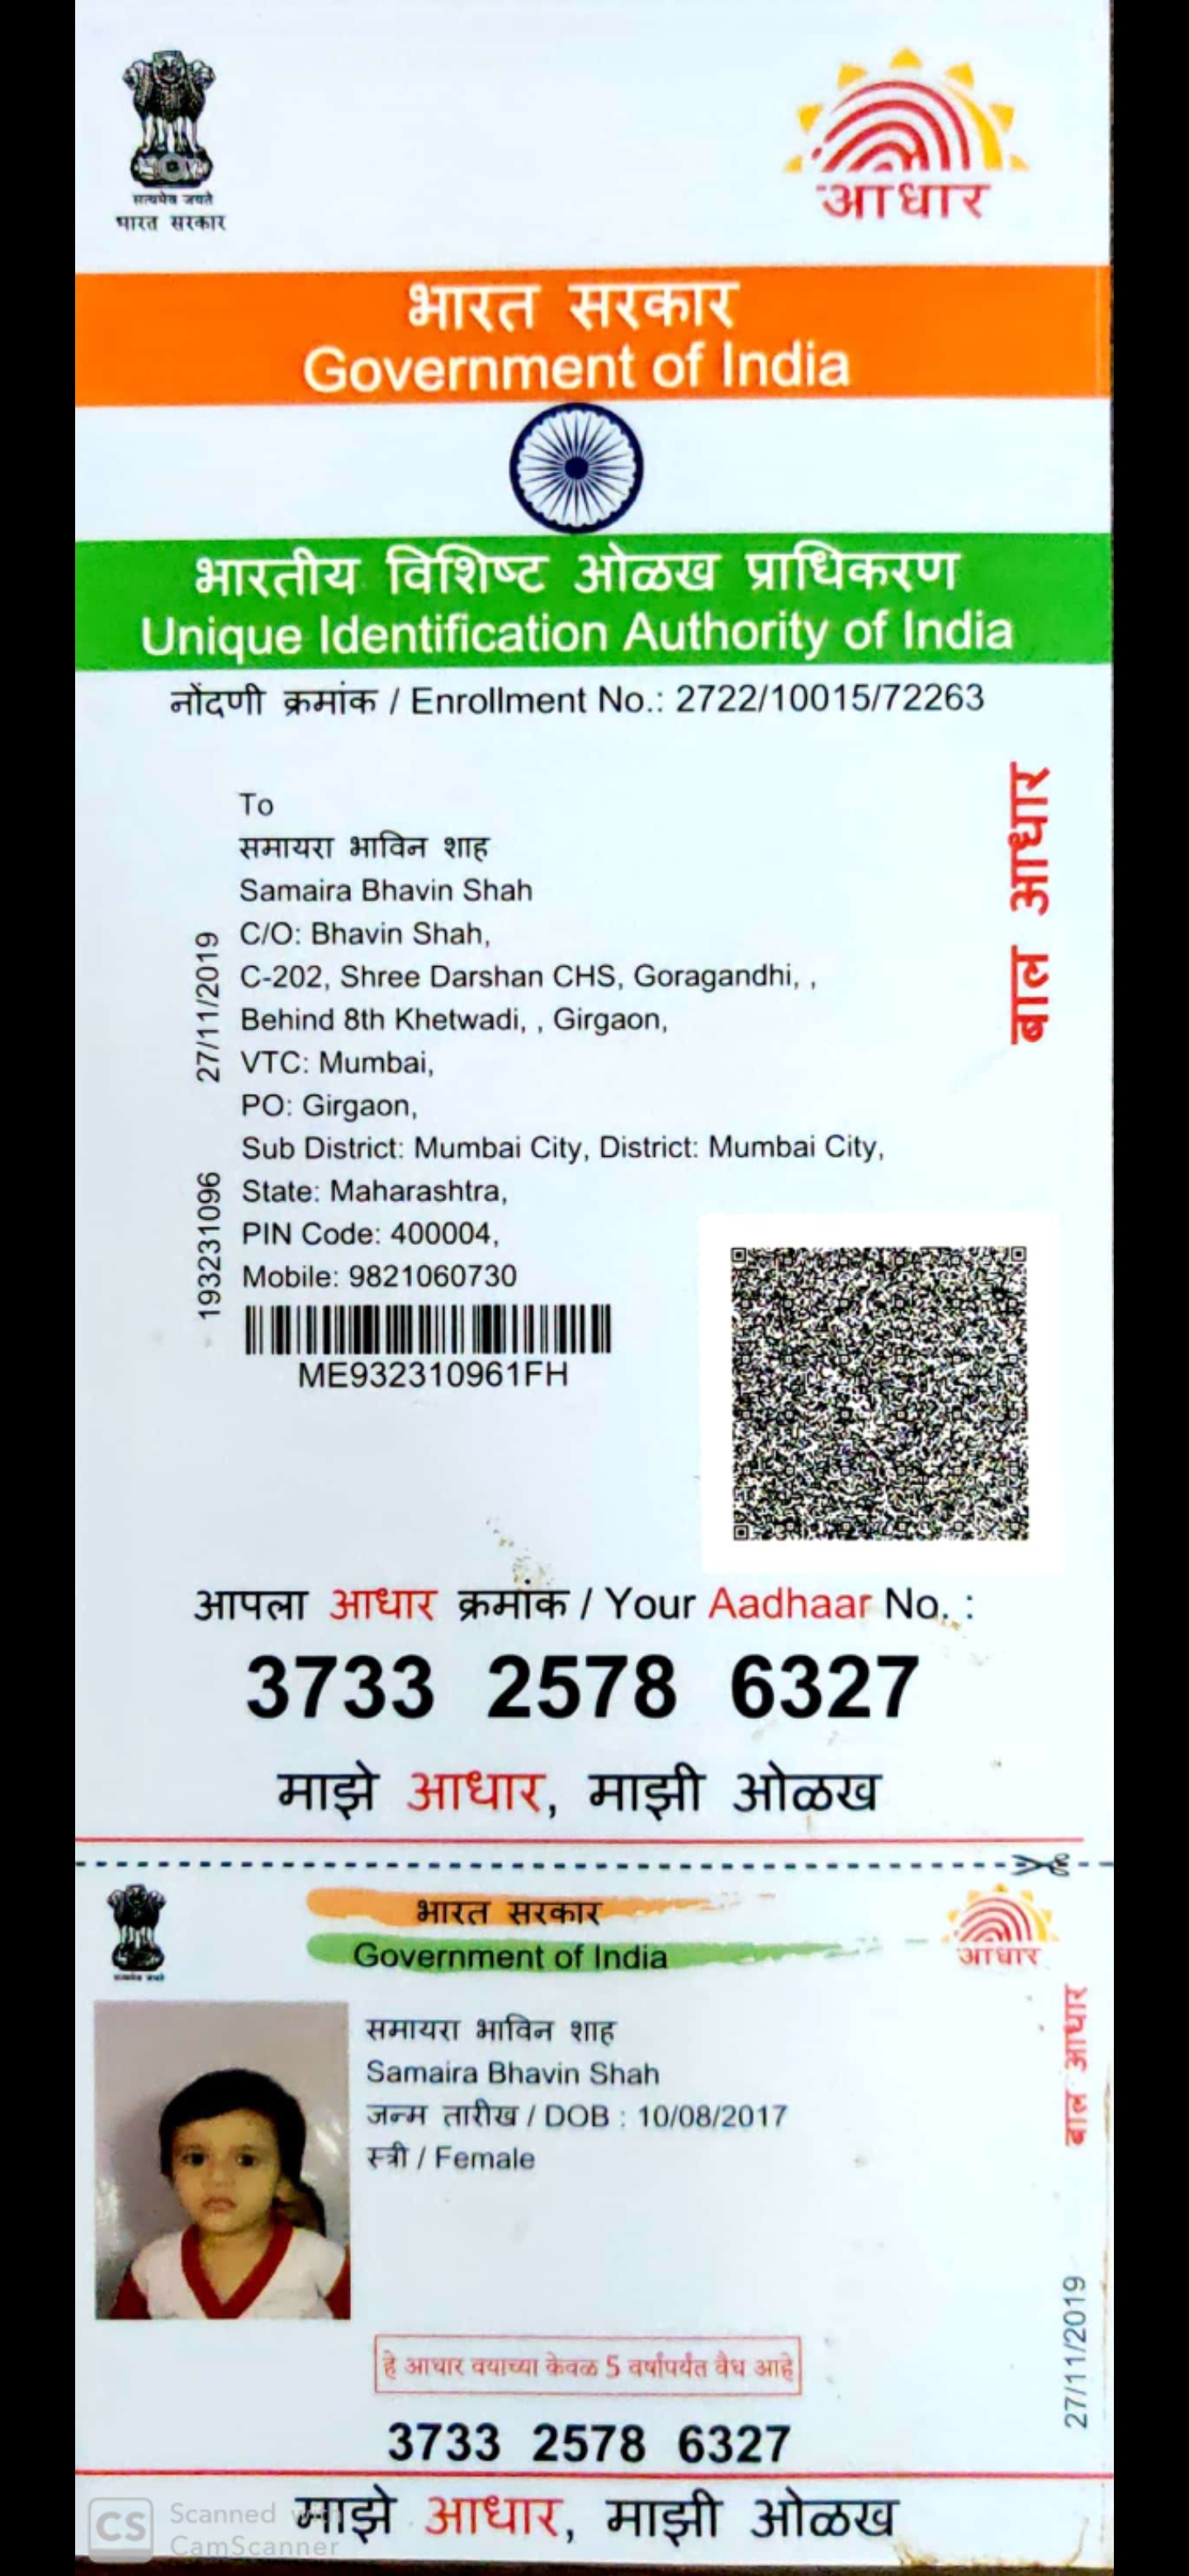 सत्यमेव जयते
भारत सरकार
आधार
भारत सरकार
Government of India
भारतीय विशिष्ट ओळख प्राधिकरण
Unique Identification Authority of India
नोंदणी क्रमांक / Enrollment No.: 2722/10015/72263
To
समायरा भाविन शाह
Samaira Bhavin Shah
C/O: Bhavin Shah,
C-202, Shree Darshan CHS, Goragandhi, ,
Behind 8th Khetwadi, , Girgaon,
VTC: Mumbai,
PO: Girgaon,
Sub District: Mumbai City, District: Mumbai City,
State: Maharashtra,
PIN Code: 400004,
Mobile: 9821060730
193231096 27/11/2019
बाल आधार
ME932310961FH
आपला आधार क्रमांक / Your Aadhaar No. :
3733 2578 6327
माझे आधार, माझी ओळख
सत्यमेव जयते
भारत सरकार
Government of India
आधार
समायरा भाविन शाह
Samaira Bhavin Shah
जन्म तारीख / DOB : 10/08/2017
स्त्री / Female
बाल आधार
27/11/2019
हे आधार वयाच्या केवळ 5 वर्षांपर्यंत वैध आहे
3733 2578 6327
माझे आधार, माझी ओळख
CS
Scanned with
CamScanner